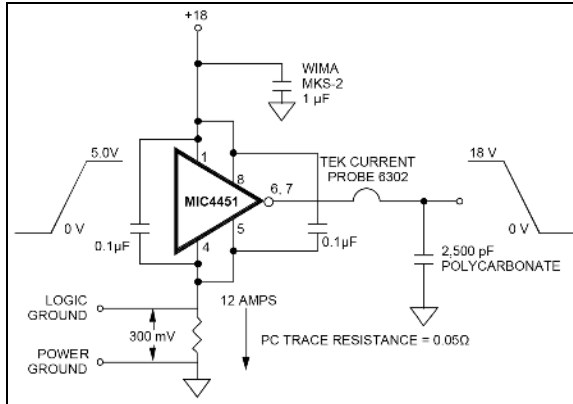 +18
WIMA
MKS-2
1 µF
5.0V
0 V
0.1µF
1
8
MIC4451
6, 7
5
4
0.1µF
TEK CURRENT
PROBE 6302
18 V
0 V
2,500 pF
POLYCARBONATE
LOGIC
GROUND
300 mV
POWER
GROUND
12 AMPS
PC TRACE RESISTANCE = 0.05Ω